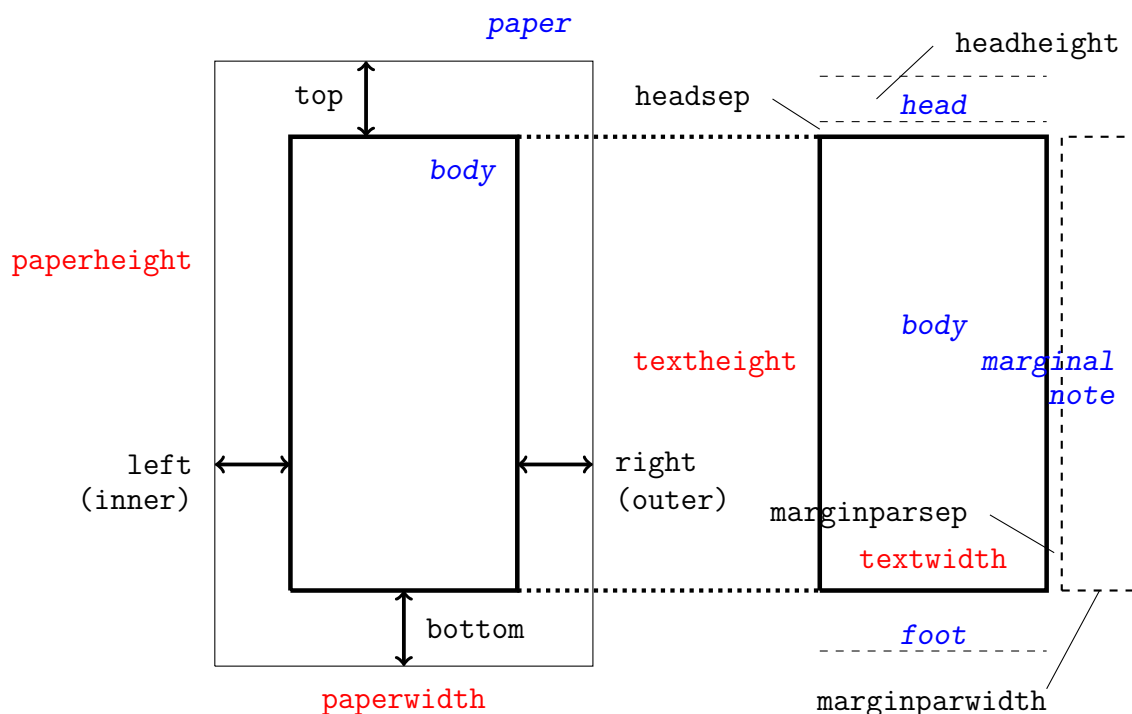 paper
headheight
top
headsep
head
body
paperheight
body
textheight
marginal
note
left
(inner)
right
(outer)
marginparsep
textwidth
bottom
foot
paperwidth
marginparwidth